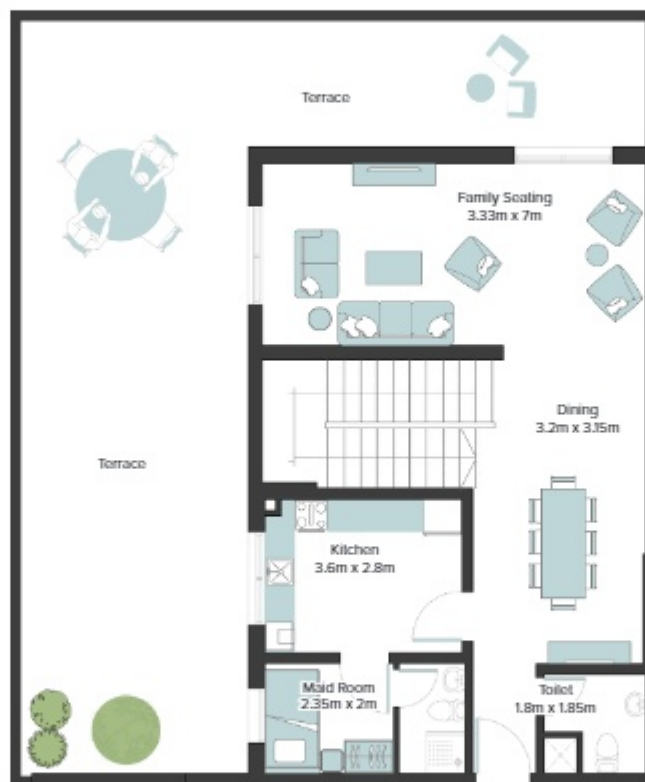 Terrace
Family Seating
3.33m x 7m
Dining
3.2m x 3.15m
Terrace
Kitchen
3.6m x 2.8m
Maid Room
2.35m x 2m
Toilet
1.8m x 1.85m